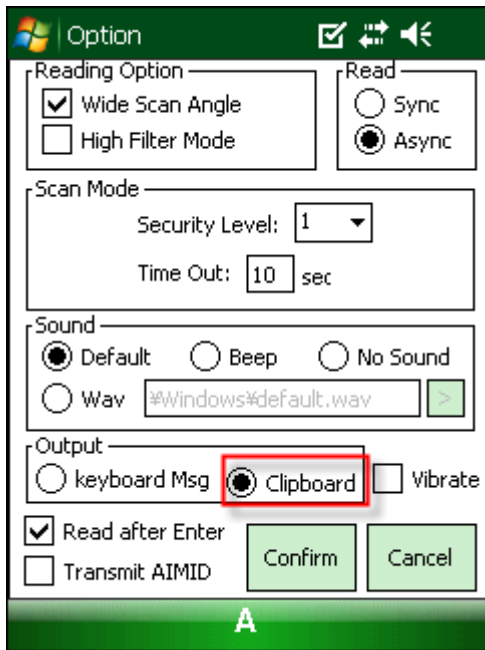 Option
Reading Option
Read
Wide Scan Angle
Sync
High Filter Mode
Async
Scan Mode
Security Level: 1
Time Out: 10 sec
Sound
Default Beep No Sound
Wav ¥Windows¥default.wav >
Output
keyboard Msg Clipboard Vibrate
Read after Enter
Transmit AIMID
Confirm Cancel
A